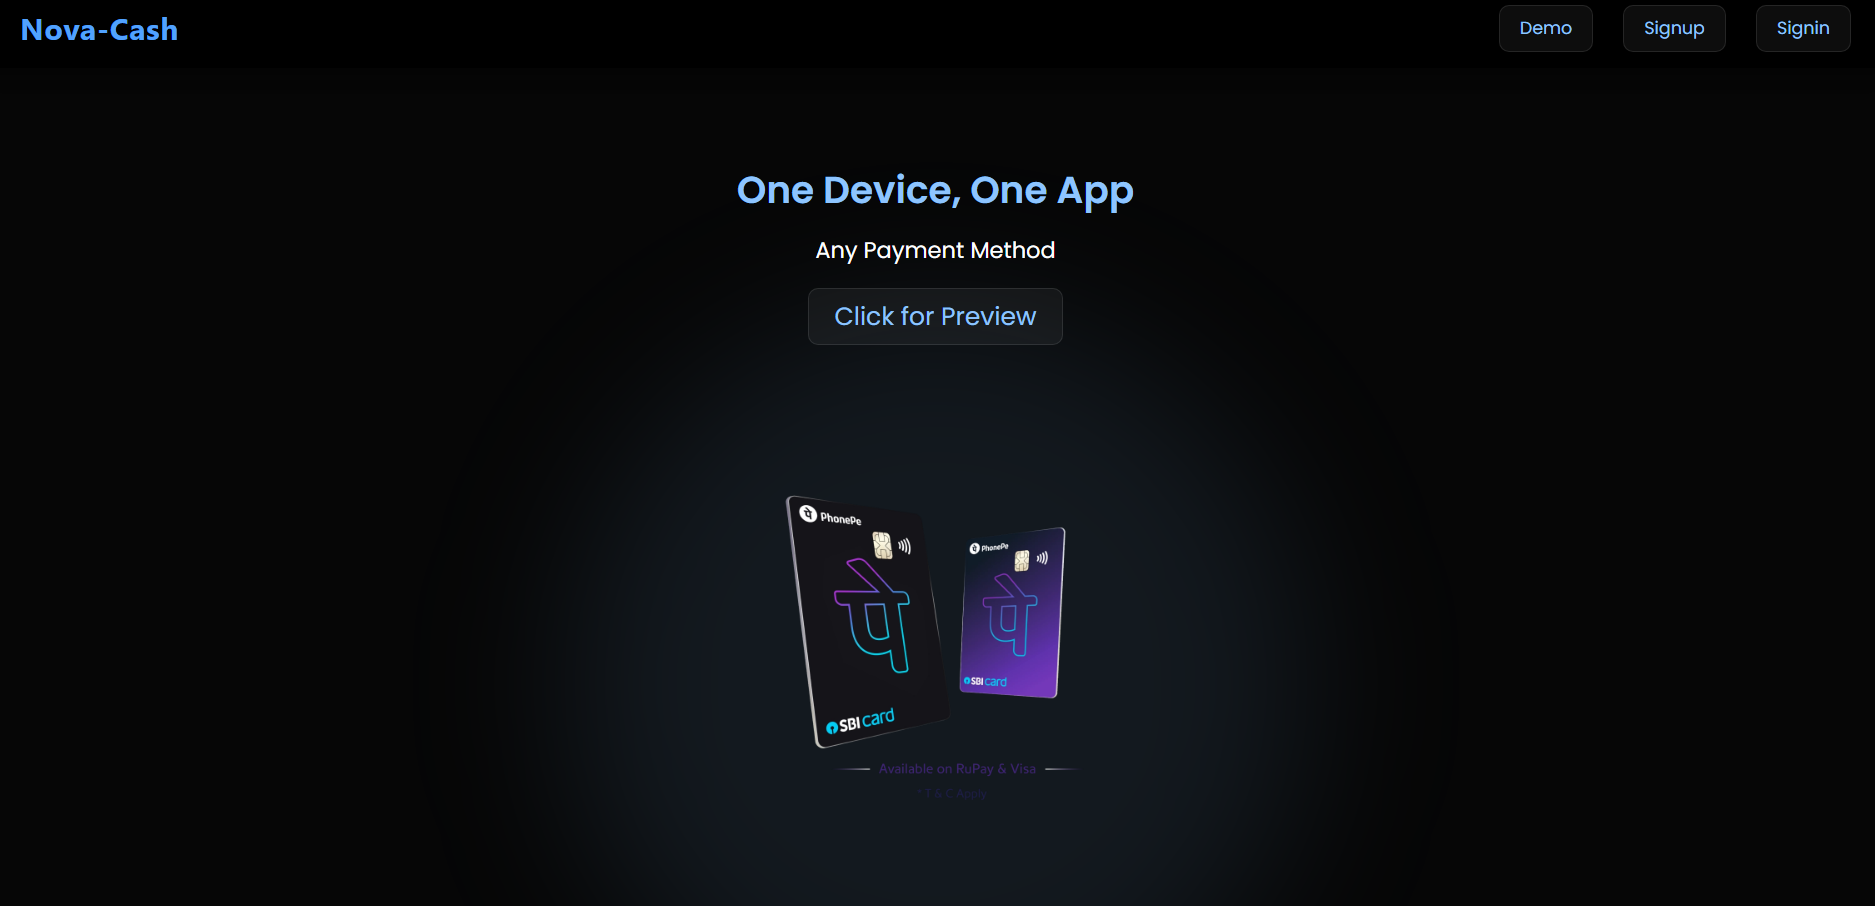 Nova-Cash
Demo
Signup
Signin
One Device, One App
Any Payment Method
Click for Preview
PhonePe
पे
SBI card
PhonePe
पे
SBI card
Available on RuPay & Visa
* T & C Apply